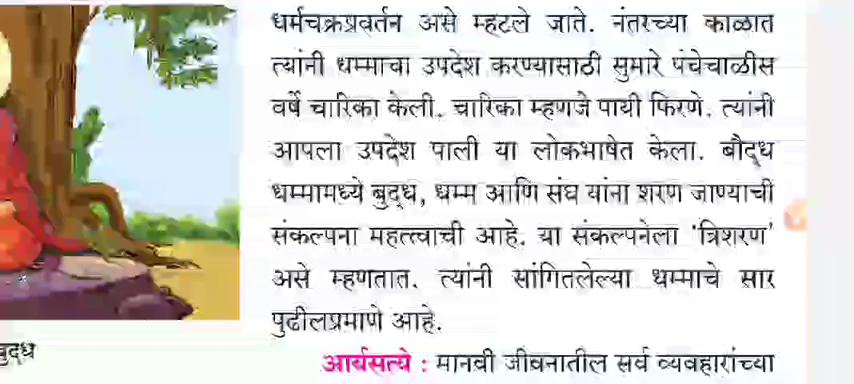 धर्मचक्रप्रवर्तन असे म्हटले जाते. नंतरच्या काळात
त्यांनी धम्माचा उपदेश करण्यासाठी सुमारे पंचेचाळीस
वर्षे चारिका केली. चारिका म्हणजे पायी फिरणे. त्यांनी
आपला उपदेश पाली या लोकभाषेत केला. बौद्ध
धम्मामध्ये बुद्ध, धम्म आणि संघ यांना शरण जाण्याची
संकल्पना महत्त्वाची आहे. या संकल्पनेला ‘त्रिशरण’
असे म्हणतात. त्यांनी सांगितलेल्या धम्माचे सार
पुढीलप्रमाणे आहे.
बुद्ध
आर्यसत्ये : मानवी जीवनातील सर्व व्यवहारांच्या